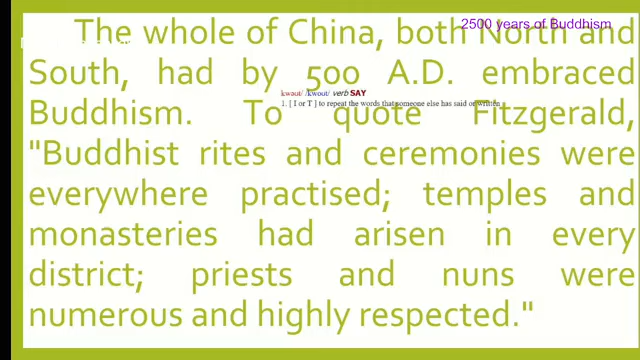 2500 years of Buddhism
The whole of China, both North and
South, had by 500 A.D. embraced
kwəʊt/ /kwoʊt/ verb SAY
1. [ I or T ] to repeat the words that someone else has said or written
Buddhism. To quote Fitzgerald,
"Buddhist rites and ceremonies were
everywhere practised; temples and
monasteries had arisen in every
district; priests and nuns were
numerous and highly respected."